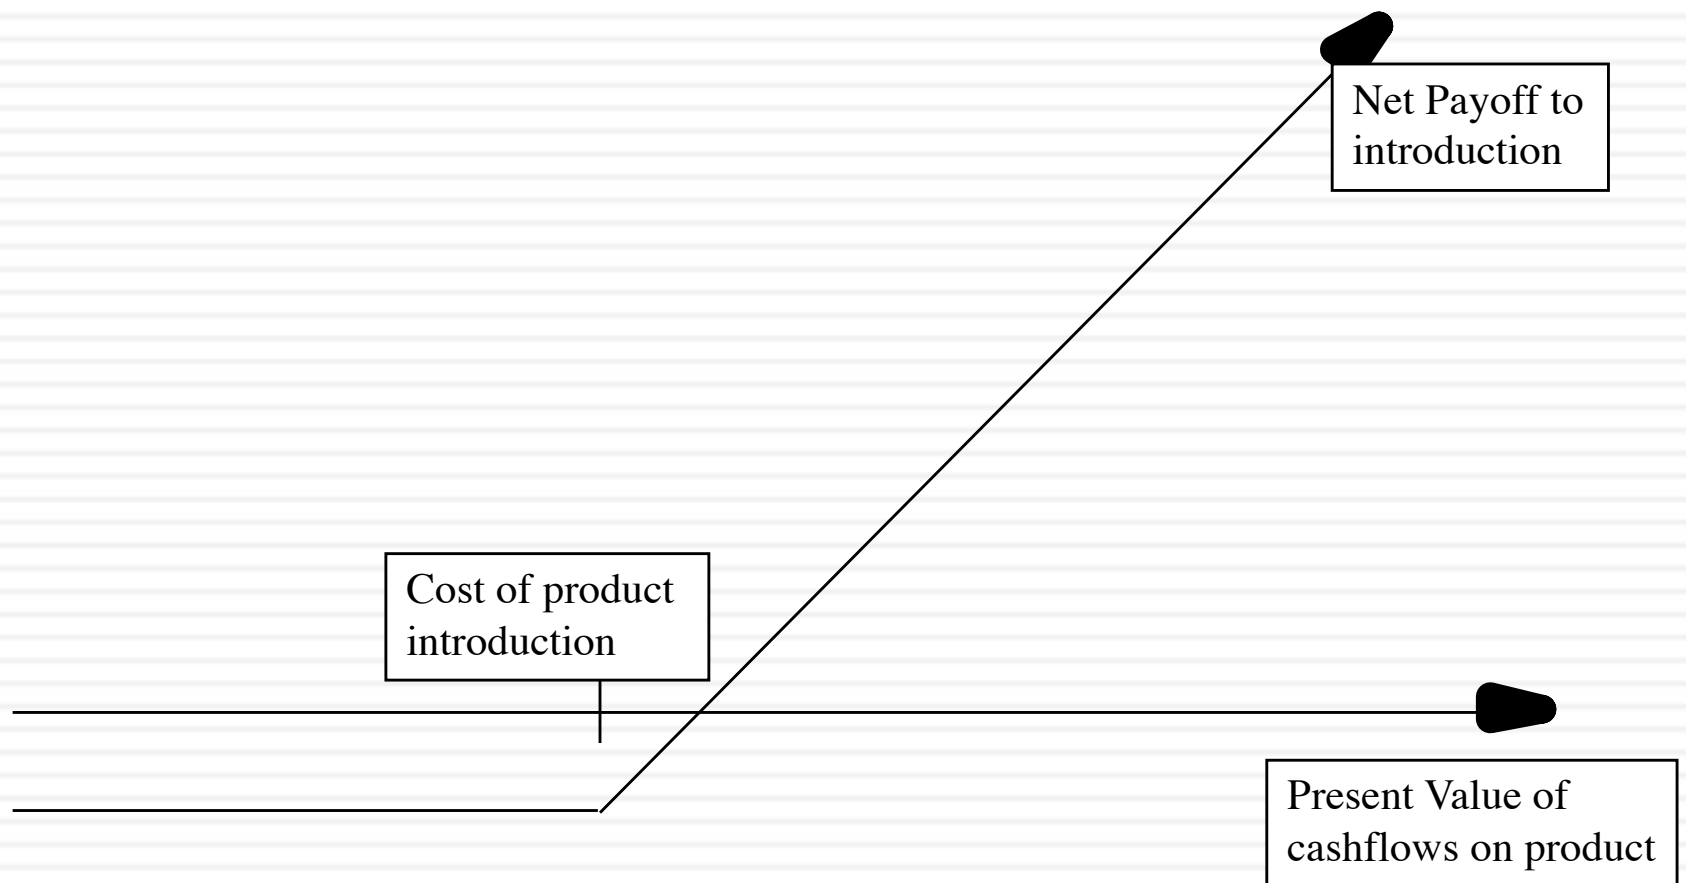 Net Payoff to
introduction
Cost of product
introduction
Present Value of
cashflows on product